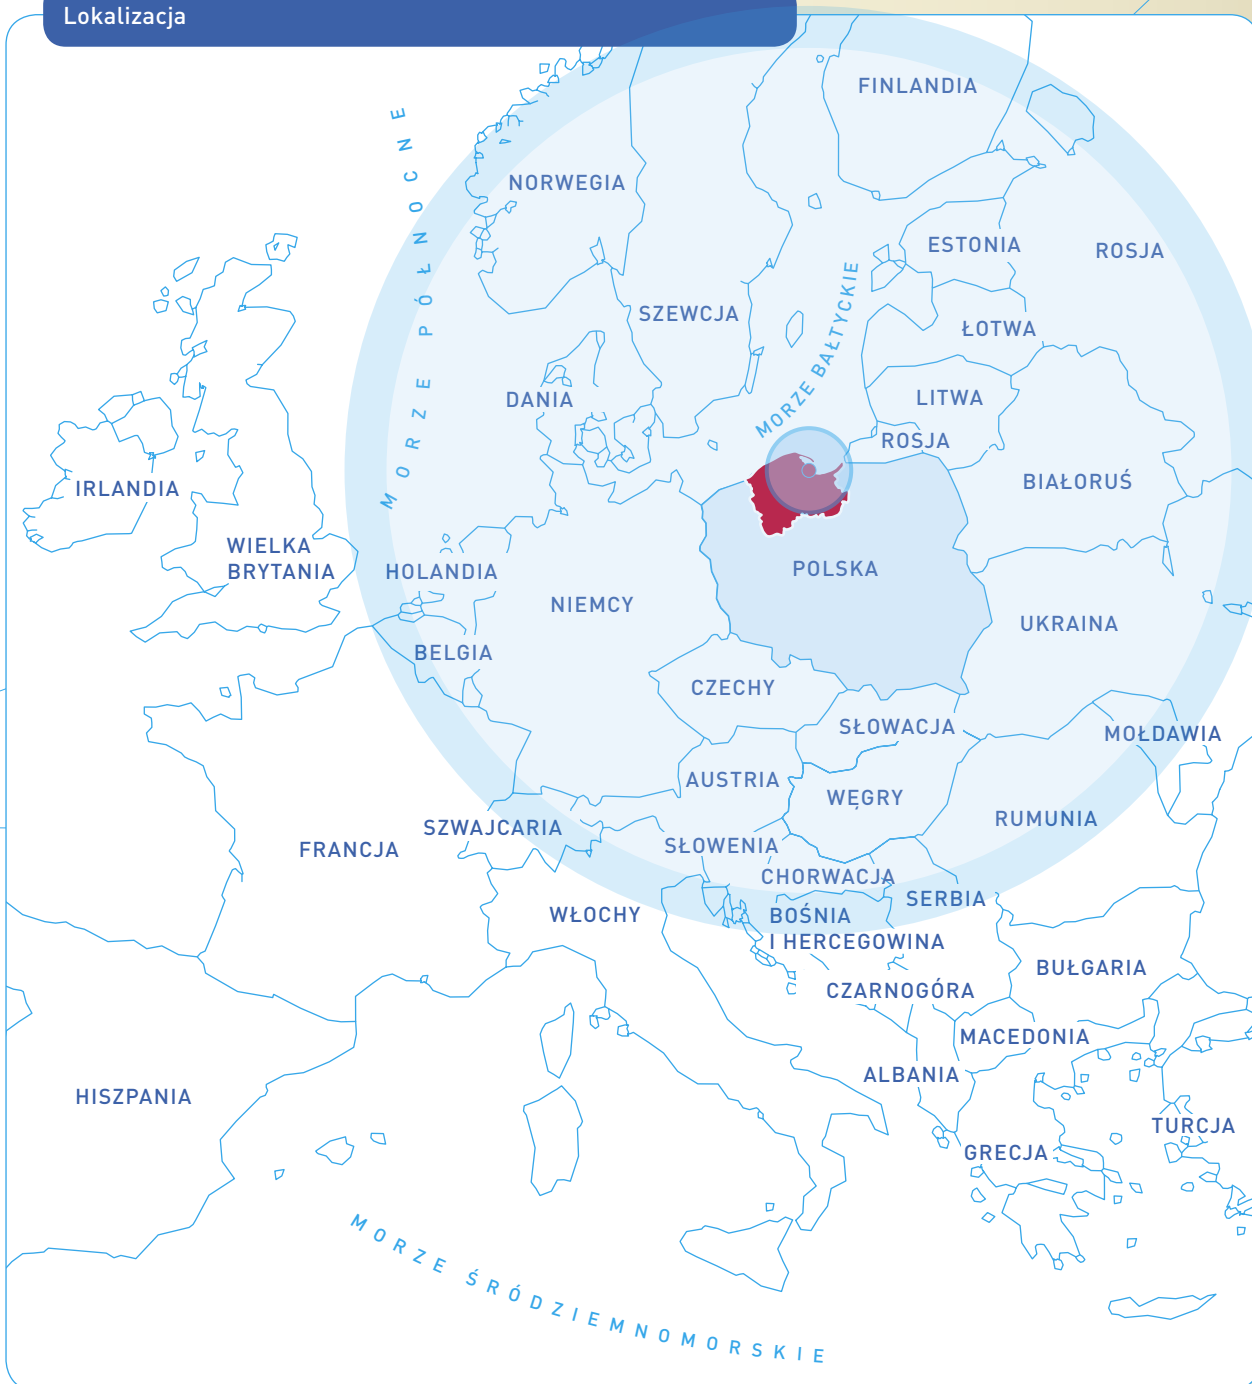 Lokalizacja
FINLANDIA
MORZE PÓŁNOCNE
NORWEGIA
ESTONIA
ROSJA
SZEWCJA
MORZE BAŁTYCKIE
ŁOTWA
DANIA
LITWA
ROSJA
IRLANDIA
BIAŁORUŚ
WIELKA
BRYTANIA
HOLANDIA
POLSKA
NIEMCY
UKRAINA
BELGIA
CZECHY
SŁOWACJA
MOŁDAWIA
AUSTRIA
WĘGRY
RUMUNIA
SZWAJCARIA
FRANCJA
SŁOWENIA
CHORWACJA
SERBIA
WŁOCHY
BOŚNIA
I HERCEGOWINA
BUŁGARIA
CZARNOGÓRA
MACEDONIA
ALBANIA
HISZPANIA
TURCJA
GRECJA
MORZE ŚRÓDZIEMNOMORSKIE